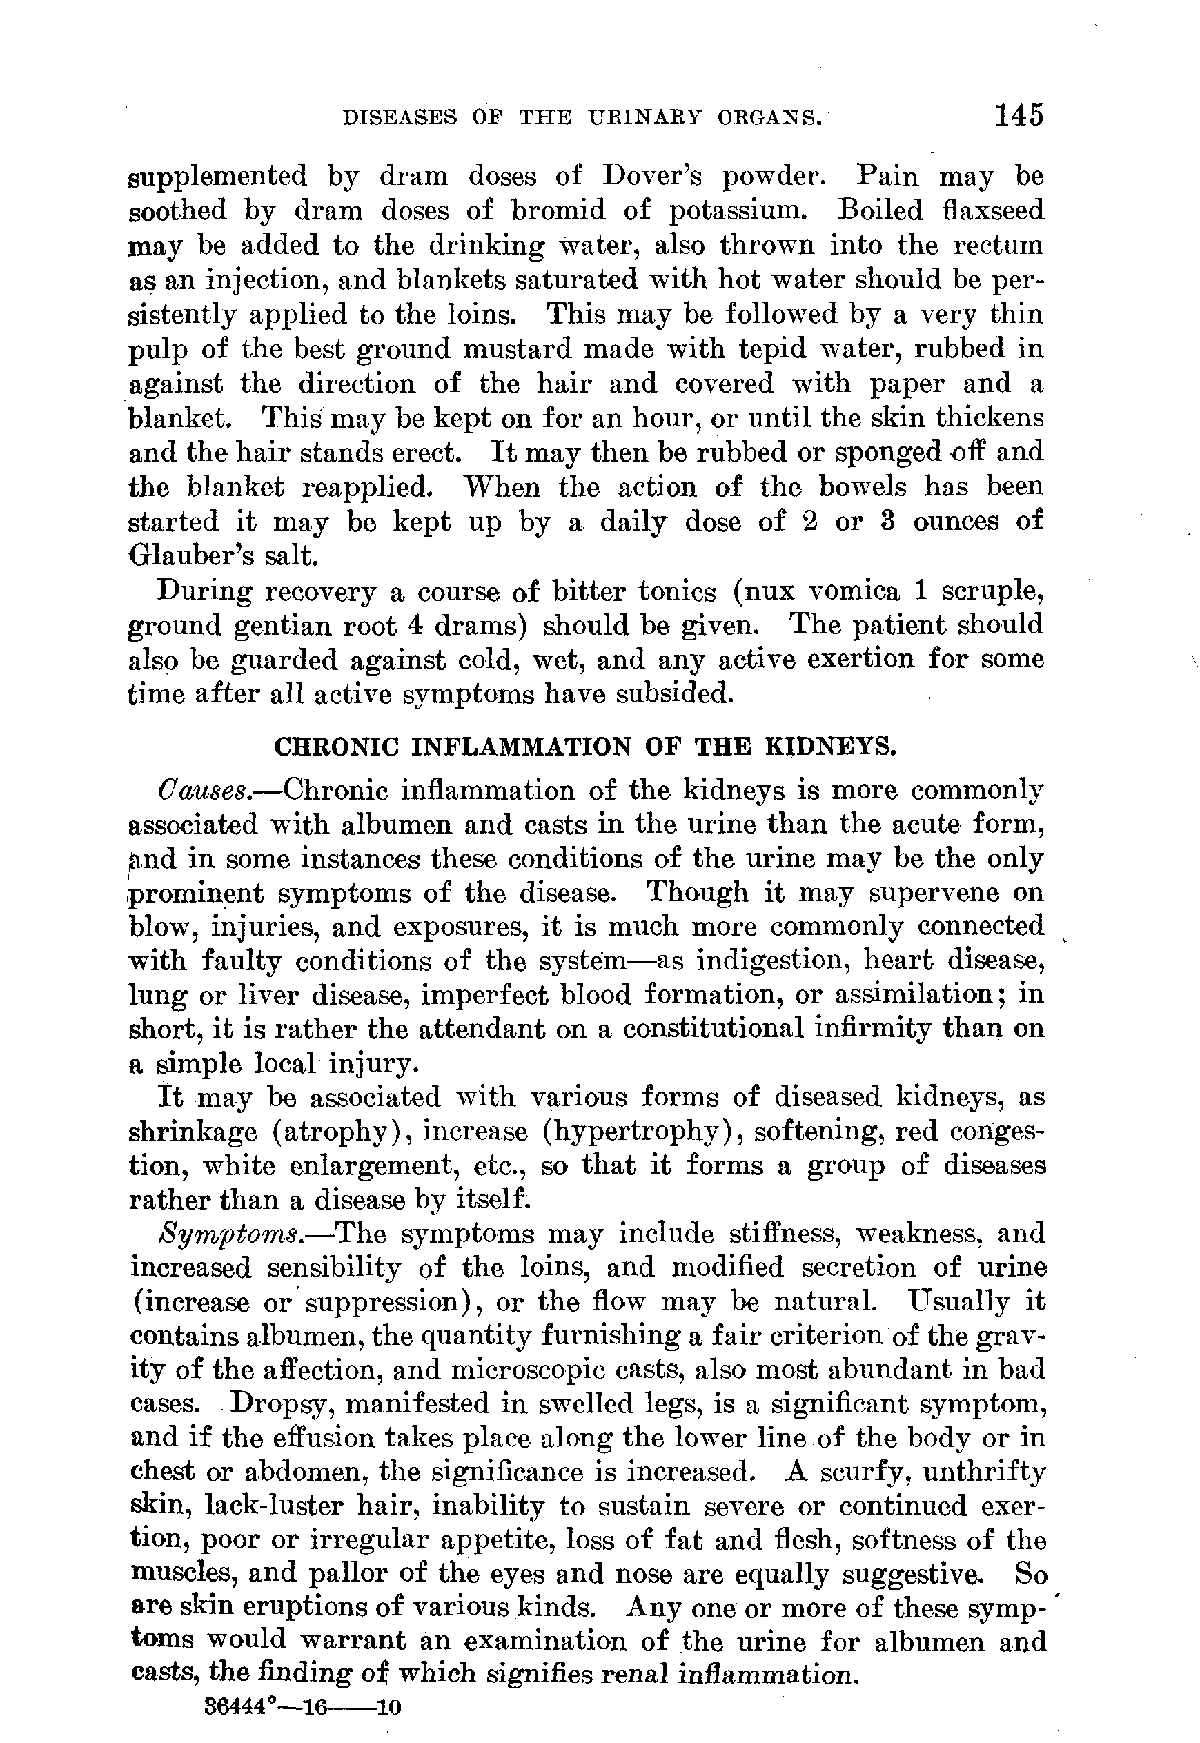 DISEASES OF THE URINARY ORGANS. 145
supplemented by dram doses of Dover's powder. Pain may be
soothed by dram doses of bromid of potassium. Boiled flaxseed
may be added to the drinking water, also thrown into the rectum
as an injection, and blankets saturated with hot water should be per-
sistently applied to the loins. This may be followed by a very thin
pulp of the best ground mustard made with tepid water, rubbed in
against the direction of the hair and covered with paper and a
blanket. This may be kept on for an hour, or until the skin thickens
and the hair stands erect. It may then be rubbed or sponged off and
the blanket reapplied. When the action of the bowels has been
started it may be kept up by a daily dose of 2 or 3 ounces of
Glauber's salt.
During recovery a course of bitter tonics (nux vomica 1 scruple,
ground gentian root 4 drams) should be given. The patient should
also be guarded against cold, wet, and any active exertion for some
time after all active symptoms have subsided.
CHRONIC INFLAMMATION OF THE KIDNEYS.
Causes.—Chronic inflammation of the kidneys is more commonly
associated with albumen and casts in the urine than the acute form,
and in some instances these conditions of the urine may be the only
prominent symptoms of the disease. Though it may supervene on
blow, injuries, and exposures, it is much more commonly connected
with faulty conditions of the system—as indigestion, heart disease,
lung or liver disease, imperfect blood formation, or assimilation; in
short, it is rather the attendant on a constitutional infirmity than on
a simple local injury.
It may be associated with various forms of diseased kidneys, as
shrinkage (atrophy), increase (hypertrophy), softening, red conges-
tion, white enlargement, etc., so that it forms a group of diseases
rather than a disease by itself.
Symptoms.—The symptoms may include stiffness, weakness, and
increased sensibility of the loins, and modified secretion of urine
(increase or suppression), or the flow may be natural. Usually it
contains albumen, the quantity furnishing a fair criterion of the grav-
ity of the affection, and microscopic casts, also most abundant in bad
cases. Dropsy, manifested in swelled legs, is a significant symptom,
and if the effusion takes place along the lower line of the body or in
chest or abdomen, the significance is increased. A scurfy, unthrifty
skin, lack-luster hair, inability to sustain severe or continued exer-
tion, poor or irregular appetite, loss of fat and flesh, softness of the
muscles, and pallor of the eyes and nose are equally suggestive. So
are skin eruptions of various kinds. Any one or more of these symp-
toms would warrant an examination of the urine for albumen and
casts, the finding of which signifies renal inflammation.
36444°—16——10